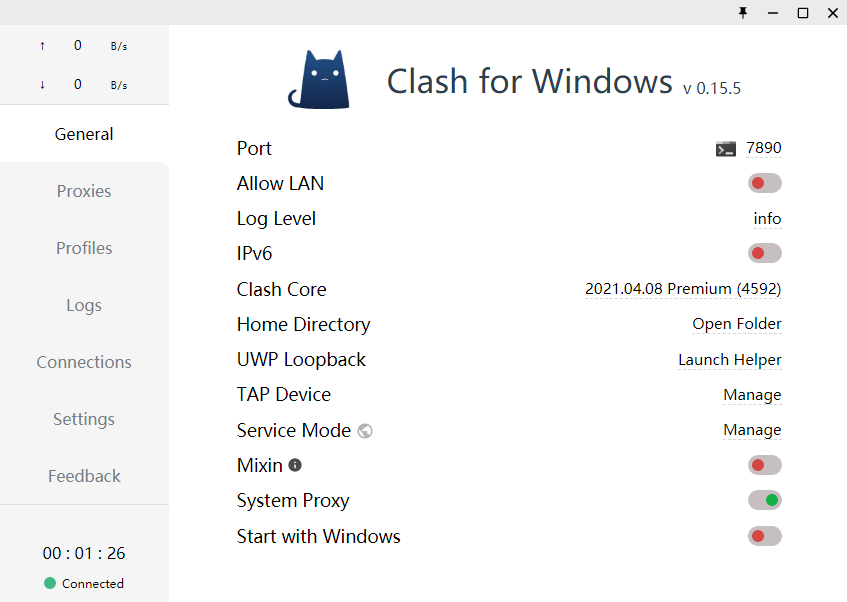 ↑ 0 B/s
↓ 0 B/s
General
Proxies
Profiles
Logs
Connections
Settings
Feedback
00 : 01 : 26
Connected
Clash for Windows v 0.15.5
Port 7890
Allow LAN
Log Level info
IPv6
Clash Core 2021.04.08 Premium (4592)
Home Directory Open Folder
UWP Loopback Launch Helper
TAP Device Manage
Service Mode Manage
Mixin
System Proxy
Start with Windows